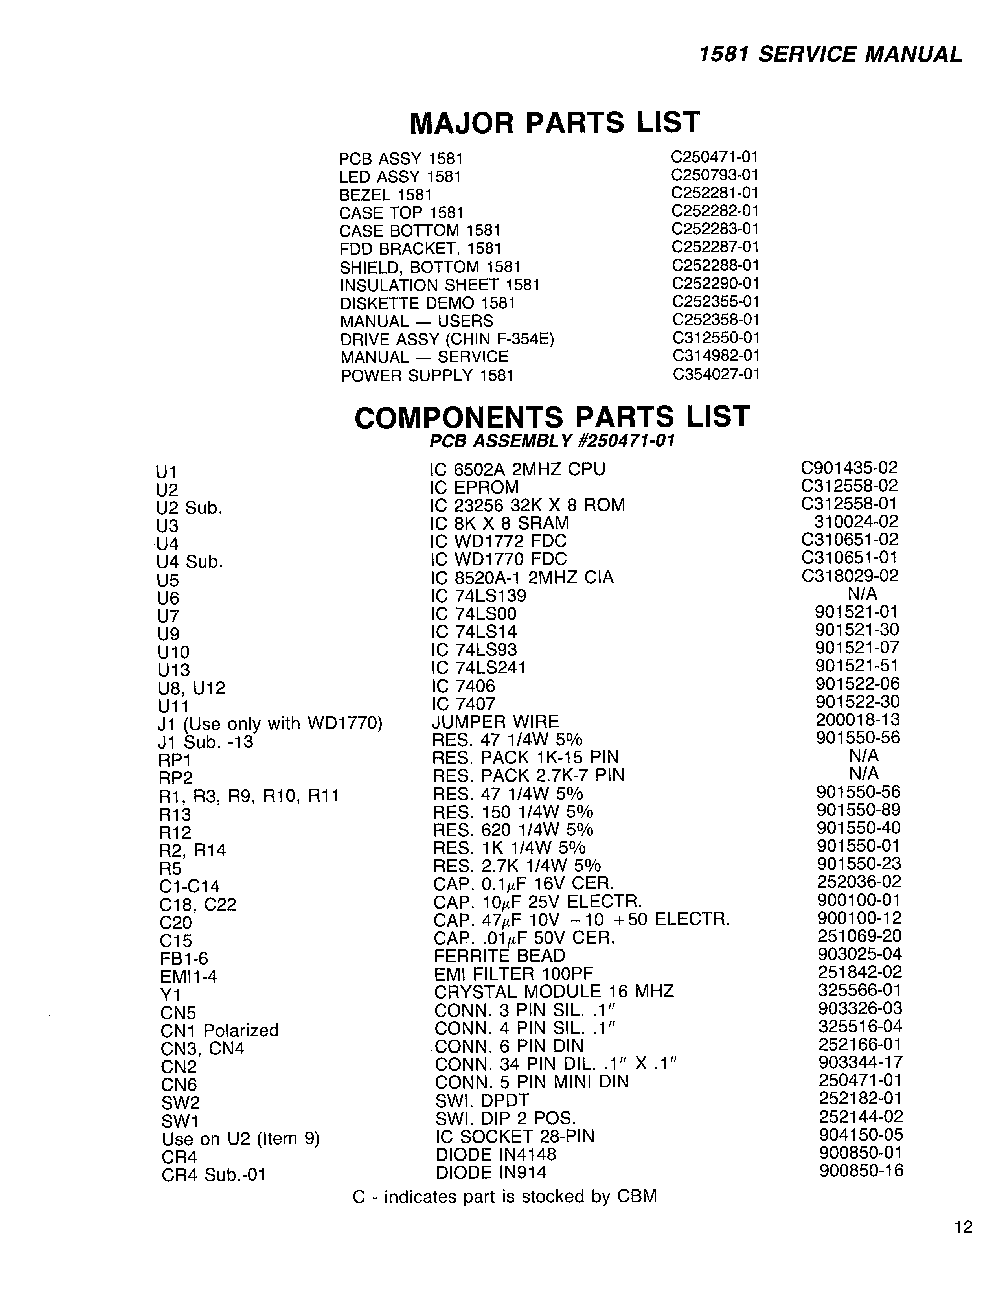 1581 SERVICE MANUAL
MAJOR PARTS LIST
PCB ASSY 1581 C250471-01
LED ASSY 1581 C250793-01
BEZEL 1581 C252281-01
CASE TOP 1581 C252282-01
CASE BOTTOM 1581 C252283-01
FDD BRACKET, 1581 C252287-01
SHIELD, BOTTOM 1581 C252288-01
INSULATION SHEET 1581 C252290-01
DISKETTE DEMO 1581 C252355-01
MANUAL — USERS C252358-01
DRIVE ASSY (CHIN F-354E) C312550-01
MANUAL — SERVICE C314982-01
POWER SUPPLY 1581 C354027-01
COMPONENTS PARTS LIST
PCB ASSEMBLY #250471-01
U1 IC 6502A 2MHZ CPU C901435-02
U2 IC EPROM C312558-02
U2 Sub. IC 23256 32K X 8 ROM C312558-01
U3 IC 8K X 8 SRAM 310024-02
U4 IC WD1772 FDC C310651-02
U4 Sub. IC WD1770 FDC C310651-01
U5 IC 8520A-1 2MHZ CIA C318029-02
U6 IC 74LS139 N/A
U7 IC 74LS00 901521-01
U9 IC 74LS14 901521-30
U10 IC 74LS93 901521-07
U13 IC 74LS241 901521-51
U8, U12 IC 7406 901522-06
U11 IC 7407 901522-30
J1 (Use only with WD1770) JUMPER WIRE 200018-13
J1 Sub. -13 RES. 47 1/4W 5% 901550-56
RP1 RES. PACK 1K-15 PIN N/A
RP2 RES. PACK 2.7K-7 PIN N/A
R1, R3, R9, R10, R11 RES. 47 1/4W 5% 901550-56
R13 RES. 150 1/4W 5% 901550-89
R12 RES. 620 1/4W 5% 901550-40
R2, R14 RES. 1K 1/4W 5% 901550-01
R5 RES. 2.7K 1/4W 5% 901550-23
C1-C14 CAP. 0.1µF 16V CER. 252036-02
C18, C22 CAP. 10µF 25V ELECTR. 900100-01
C20 CAP. 47µF 10V -10 +50 ELECTR. 900100-12
C15 CAP. .01µF 50V CER. 251069-20
FB1-6 FERRITE BEAD 903025-04
EMI1-4 EMI FILTER 100PF 251842-02
Y1 CRYSTAL MODULE 16 MHZ 325566-01
CN5 CONN. 3 PIN SIL. .1" 903326-03
CN1 Polarized CONN. 4 PIN SIL. .1" 325516-04
CN3, CN4 CONN. 6 PIN DIN 252166-01
CN2 CONN. 34 PIN DIL. .1" X .1" 903344-17
CN6 CONN. 5 PIN MINI DIN 250471-01
SW2 SWI. DPDT 252182-01
SW1 SWI. DIP 2 POS. 252144-02
Use on U2 (Item 9) IC SOCKET 28-PIN 904150-05
CR4 DIODE IN4148 900850-01
CR4 Sub.-01 DIODE IN914 900850-16
C - indicates part is stocked by CBM
12